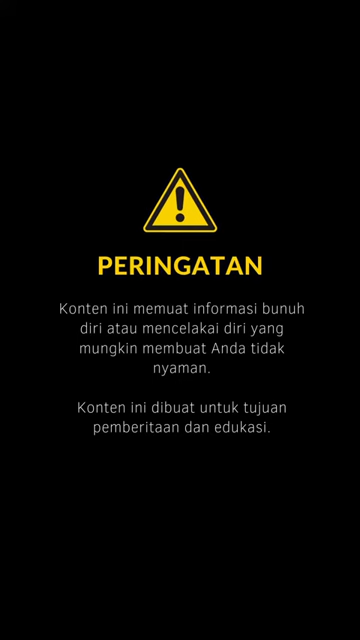 PERINGATAN
Konten ini memuat informasi bunuh
diri atau mencelakai diri yang
mungkin membuat Anda tidak
nyaman.
Konten ini dibuat untuk tujuan
pemberitaan dan edukasi.